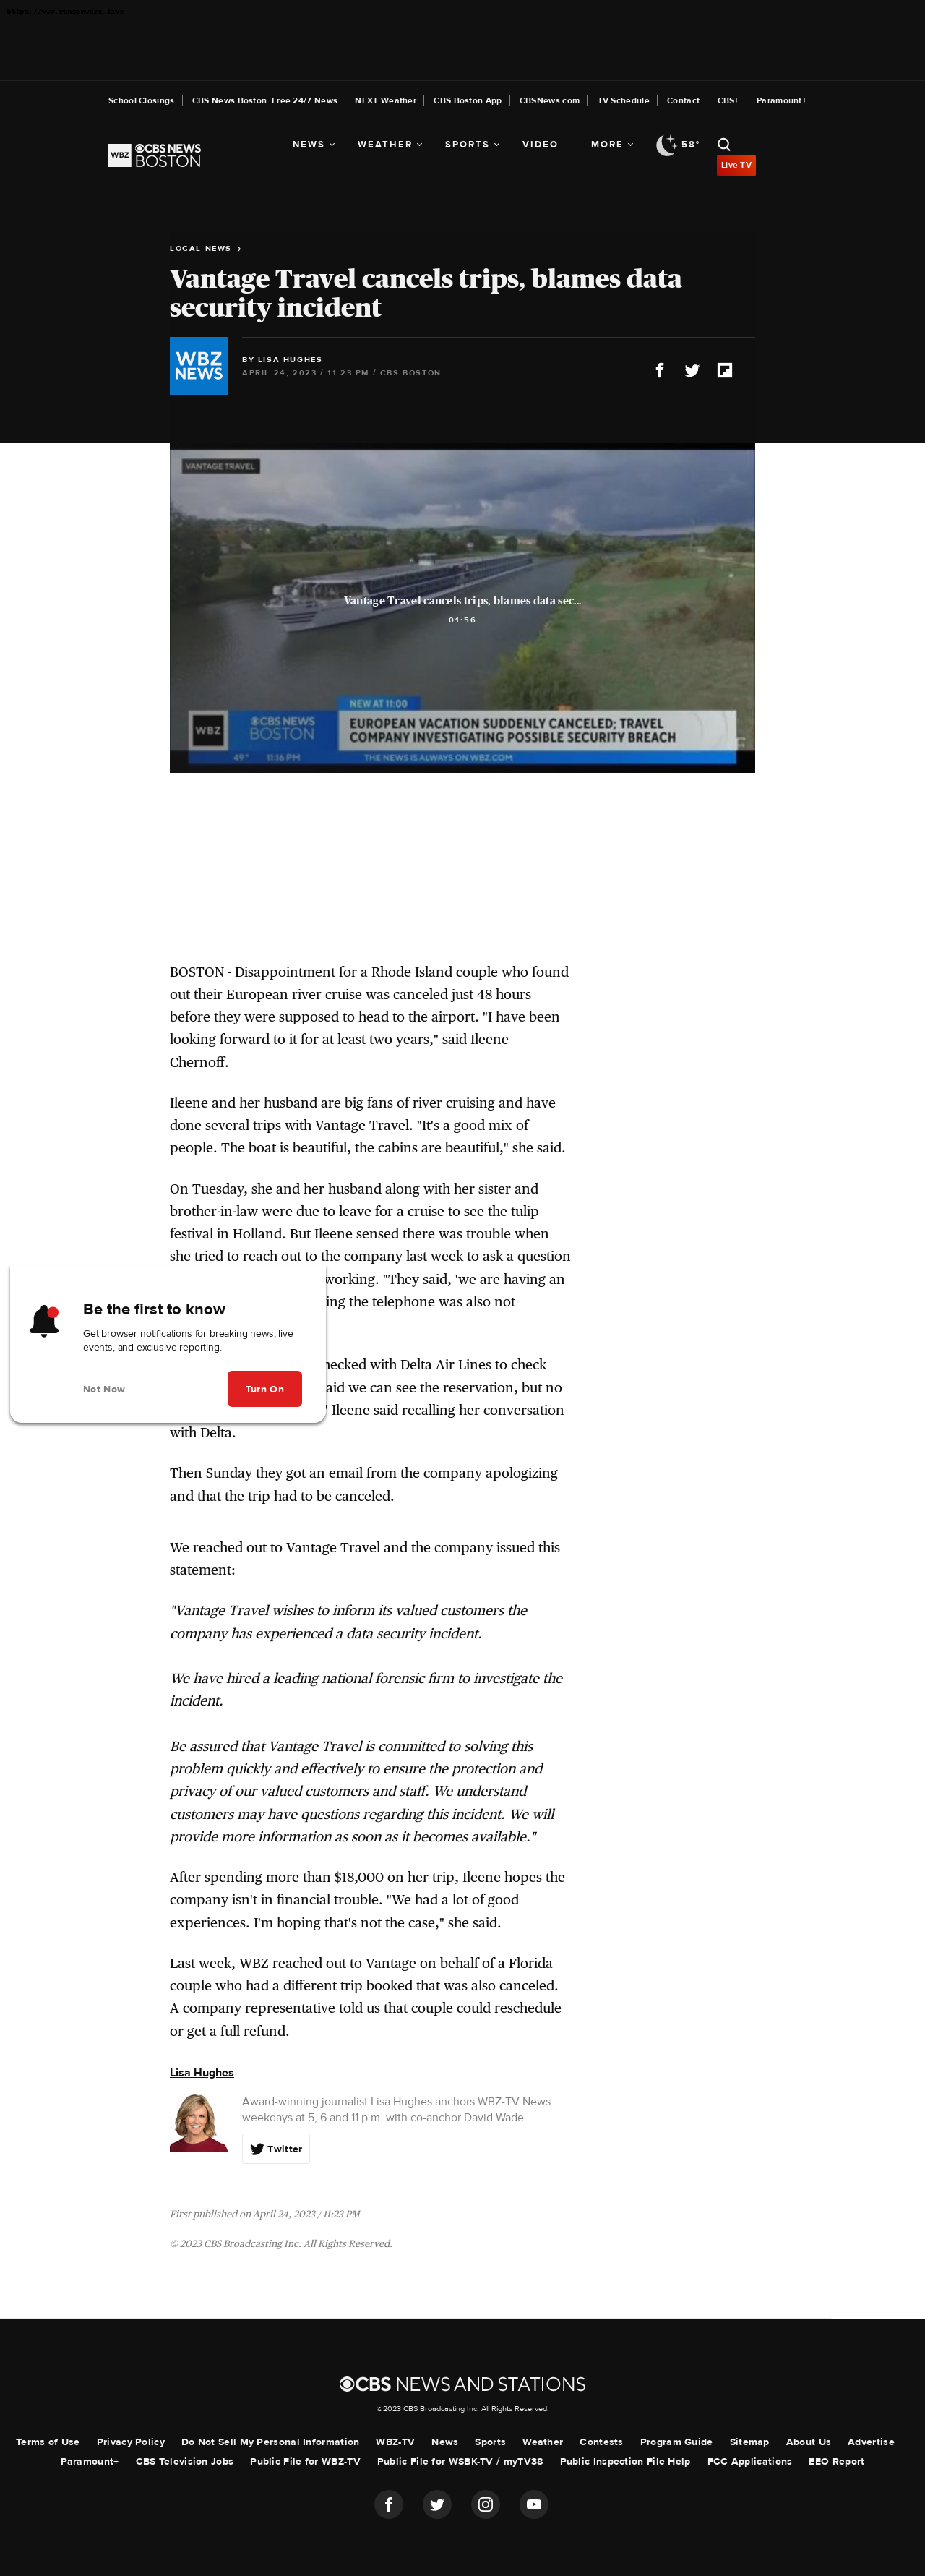 School Closings
CBS News Boston: Free 24/7 News
NEXT Weather
CBS Boston App
CBSNews.com
TV Schedule
Contact
CBS+
Paramount+
WBZ
CBS NEWS
BOSTON
NEWS
WEATHER
SPORTS
VIDEO
MORE
58°
Live TV
LOCAL NEWS ›
Vantage Travel cancels trips, blames data
security incident
WBZ
NEWS
BY LISA HUGHES
APRIL 24, 2023 / 11:23 PM / CBS BOSTON
VANTAGE TRAVEL
Vantage Travel cancels trips, blames data sec...
01:56
NEW AT 11:00
WBZ
CBS NEWS
BOSTON
EUROPEAN VACATION SUDDENLY CANCELED; TRAVEL
COMPANY INVESTIGATING POSSIBLE SECURITY BREACH
49° 11:16 PM THE NEWS IS ALWAYS ON WBZ.COM
BOSTON - Disappointment for a Rhode Island couple who found
out their European river cruise was canceled just 48 hours
before they were supposed to head to the airport. "I have been
looking forward to it for at least two years," said Ileene
Chernoff.
Ileene and her husband are big fans of river cruising and have
done several trips with Vantage Travel. "It's a good mix of
people. The boat is beautiful, the cabins are beautiful," she said.
On Tuesday, she and her husband along with her sister and
brother-in-law were due to leave for a cruise to see the tulip
festival in Holland. But Ileene sensed there was trouble when
she tried to reach out to the company last week to ask a question
working. "They said, 'we are having an
ing the telephone was also not
hecked with Delta Air Lines to check
aid we can see the reservation, but no
" Ileene said recalling her conversation
with Delta.
Be the first to know
Get browser notifications for breaking news, live
events, and exclusive reporting.
Not Now
Turn On
Then Sunday they got an email from the company apologizing
and that the trip had to be canceled.
We reached out to Vantage Travel and the company issued this
statement:
"Vantage Travel wishes to inform its valued customers the
company has experienced a data security incident.
We have hired a leading national forensic firm to investigate the
incident.
Be assured that Vantage Travel is committed to solving this
problem quickly and effectively to ensure the protection and
privacy of our valued customers and staff. We understand
customers may have questions regarding this incident. We will
provide more information as soon as it becomes available."
After spending more than $18,000 on her trip, Ileene hopes the
company isn't in financial trouble. "We had a lot of good
experiences. I'm hoping that's not the case," she said.
Last week, WBZ reached out to Vantage on behalf of a Florida
couple who had a different trip booked that was also canceled.
A company representative told us that couple could reschedule
or get a full refund.
Lisa Hughes
Award-winning journalist Lisa Hughes anchors WBZ-TV News
weekdays at 5, 6 and 11 p.m. with co-anchor David Wade.
Twitter
First published on April 24, 2023 / 11:23 PM
© 2023 CBS Broadcasting Inc. All Rights Reserved.
CBS NEWS AND STATIONS
©2023 CBS Broadcasting Inc. All Rights Reserved.
Terms of Use Privacy Policy Do Not Sell My Personal Information WBZ-TV News Sports Weather Contests Program Guide Sitemap About Us Advertise
Paramount+ CBS Television Jobs Public File for WBZ-TV Public File for WSBK-TV / myTV38 Public Inspection File Help FCC Applications EEO Report